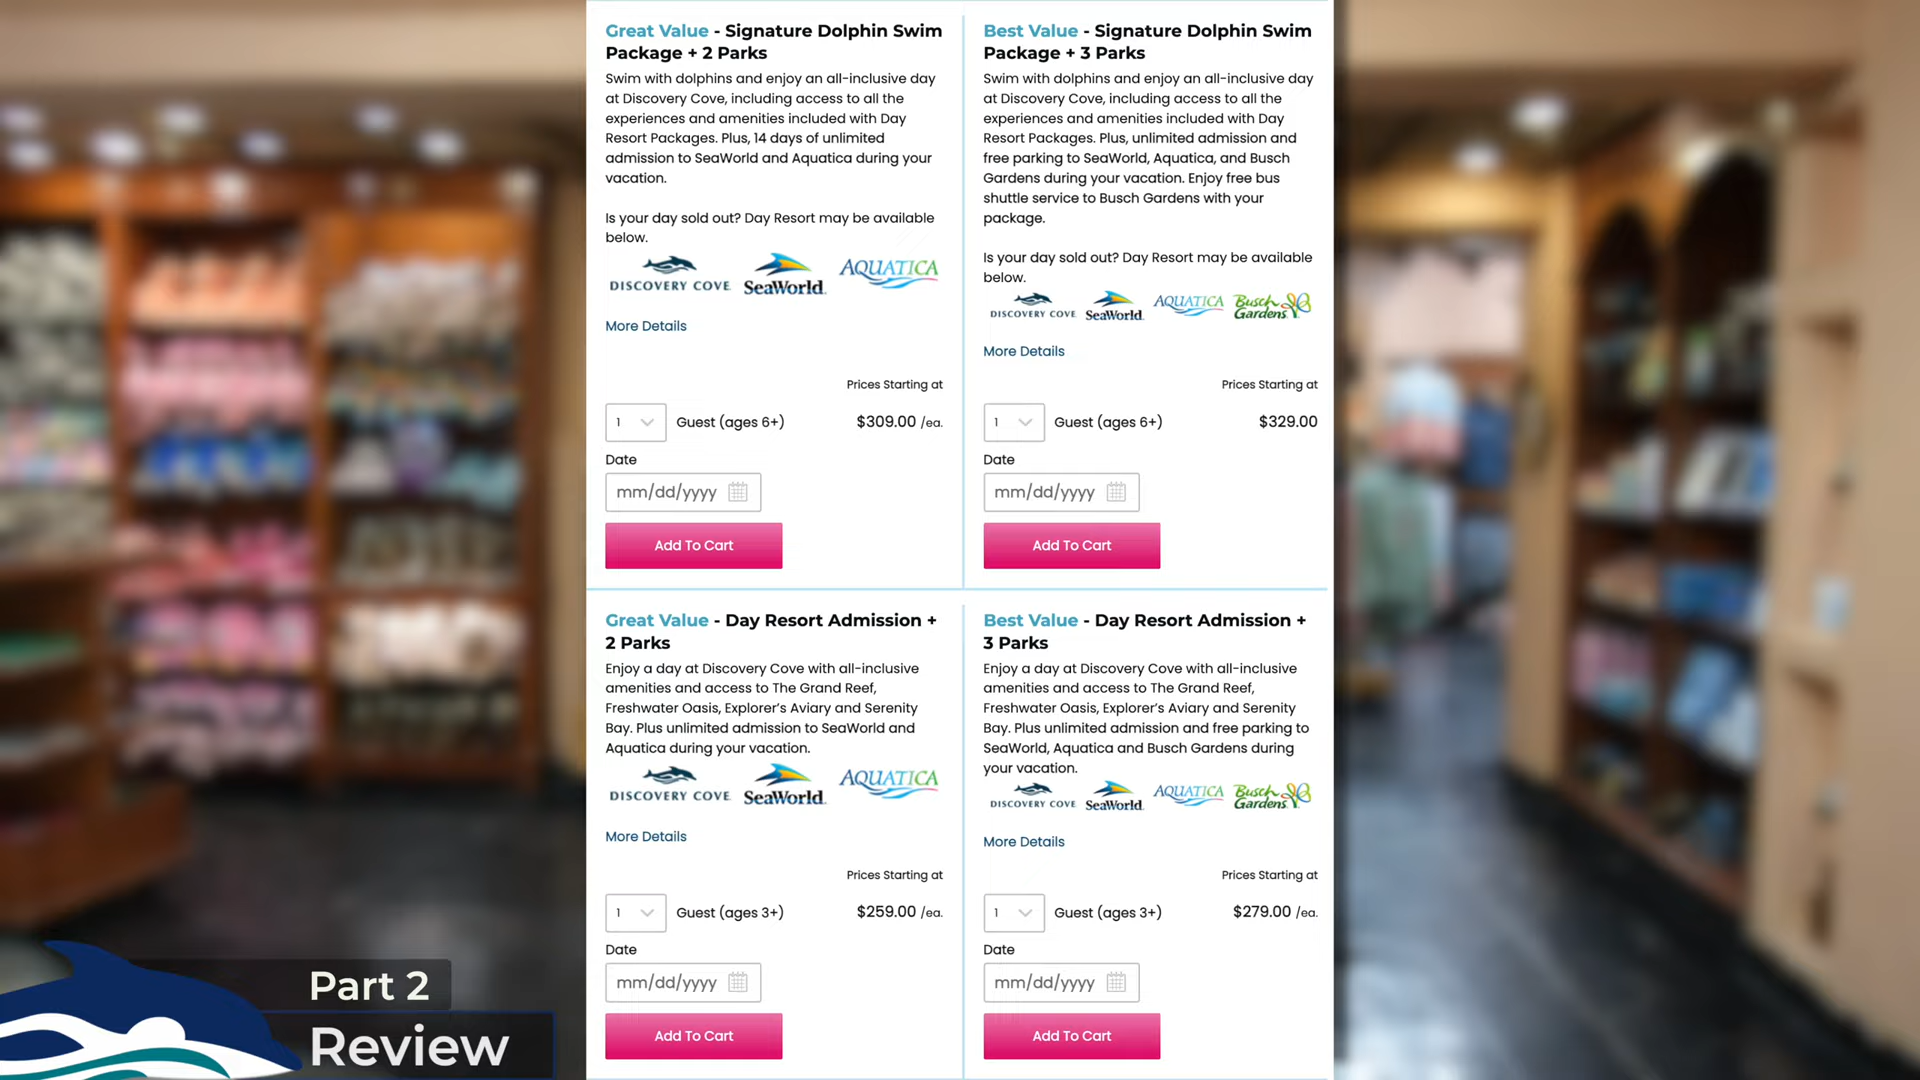 Great Value - Signature Dolphin Swim
Package + 2 Parks
Swim with dolphins and enjoy an all-inclusive day
at Discovery Cove, including access to all the
experiences and amenities included with Day
Resort Packages. Plus, 14 days of unlimited
admission to SeaWorld and Aquatica during your
vacation.
Is your day sold out? Day Resort may be available
below.
DISCOVERY COVE SeaWorld AQUATICA
More Details
Prices Starting at
1 Guest (ages 6+) $309.00 /ea.
Date
mm/dd/yyyy
Add To Cart
Best Value - Signature Dolphin Swim
Package + 3 Parks
Swim with dolphins and enjoy an all-inclusive day
at Discovery Cove, including access to all the
experiences and amenities included with Day
Resort Packages. Plus, unlimited admission and
free parking to SeaWorld, Aquatica, and Busch
Gardens during your vacation. Enjoy free bus
shuttle service to Busch Gardens with your
package.
Is your day sold out? Day Resort may be available
below.
DISCOVERY COVE SeaWorld AQUATICA Busch Gardens
More Details
Prices Starting at
1 Guest (ages 6+) $329.00
Date
mm/dd/yyyy
Add To Cart
Great Value - Day Resort Admission +
2 Parks
Enjoy a day at Discovery Cove with all-inclusive
amenities and access to The Grand Reef,
Freshwater Oasis, Explorer's Aviary and Serenity
Bay. Plus unlimited admission to SeaWorld and
Aquatica during your vacation.
DISCOVERY COVE SeaWorld AQUATICA
More Details
Prices Starting at
1 Guest (ages 3+) $259.00 /ea.
Date
mm/dd/yyyy
Add To Cart
Best Value - Day Resort Admission +
3 Parks
Enjoy a day at Discovery Cove with all-inclusive
amenities and access to The Grand Reef,
Freshwater Oasis, Explorer's Aviary and Serenity
Bay. Plus unlimited admission and free parking to
SeaWorld, Aquatica and Busch Gardens during
your vacation.
DISCOVERY COVE SeaWorld AQUATICA Busch Gardens
More Details
Prices Starting at
1 Guest (ages 3+) $279.00 /ea.
Date
mm/dd/yyyy
Add To Cart
Part 2
Review